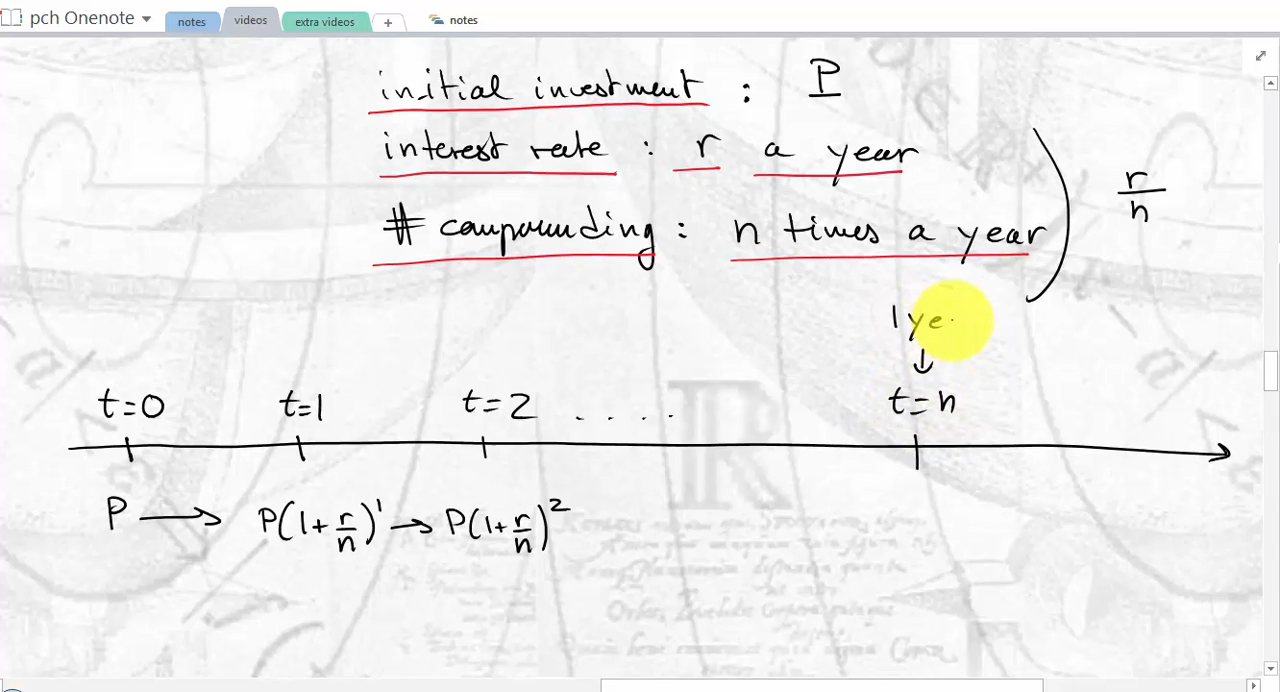 pch Onenote
notes
videos
extra videos
+
notes
initial investment : P
interest rate : r a year
# compounding : n times a year
r/n
1 ye
t=0 t=1 t=2 . . . . t=n
P → P(1+r/n)¹ → P(1+r/n)²